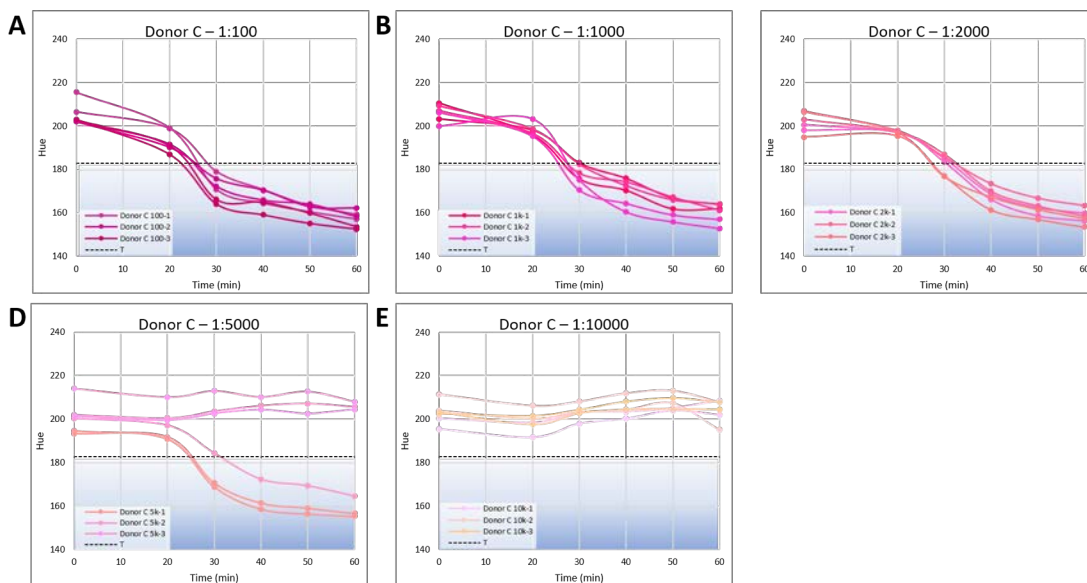 A
Donor C – 1:100
240
220
200
180
160
140
Hue
Donor C 100-1
Donor C 100-2
Donor C 100-3
T
0 10 20 30 40 50 60
Time (min)
B
Donor C – 1:1000
240
220
200
180
160
140
Hue
Donor C 1k-1
Donor C 1k-2
Donor C 1k-3
T
0 10 20 30 40 50 60
Time (min)
Donor C – 1:2000
240
220
200
180
160
140
Hue
Donor C 2k-1
Donor C 2k-2
Donor C 2k-3
T
0 10 20 30 40 50 60
Time (min)
D
Donor C – 1:5000
240
220
200
180
160
140
Hue
Donor C 5k-1
Donor C 5k-2
Donor C 5k-3
T
0 10 20 30 40 50 60
Time (min)
E
Donor C – 1:10000
240
220
200
180
160
140
Hue
Donor C 10k-1
Donor C 10k-2
Donor C 10k-3
T
0 10 20 30 40 50 60
Time (min)